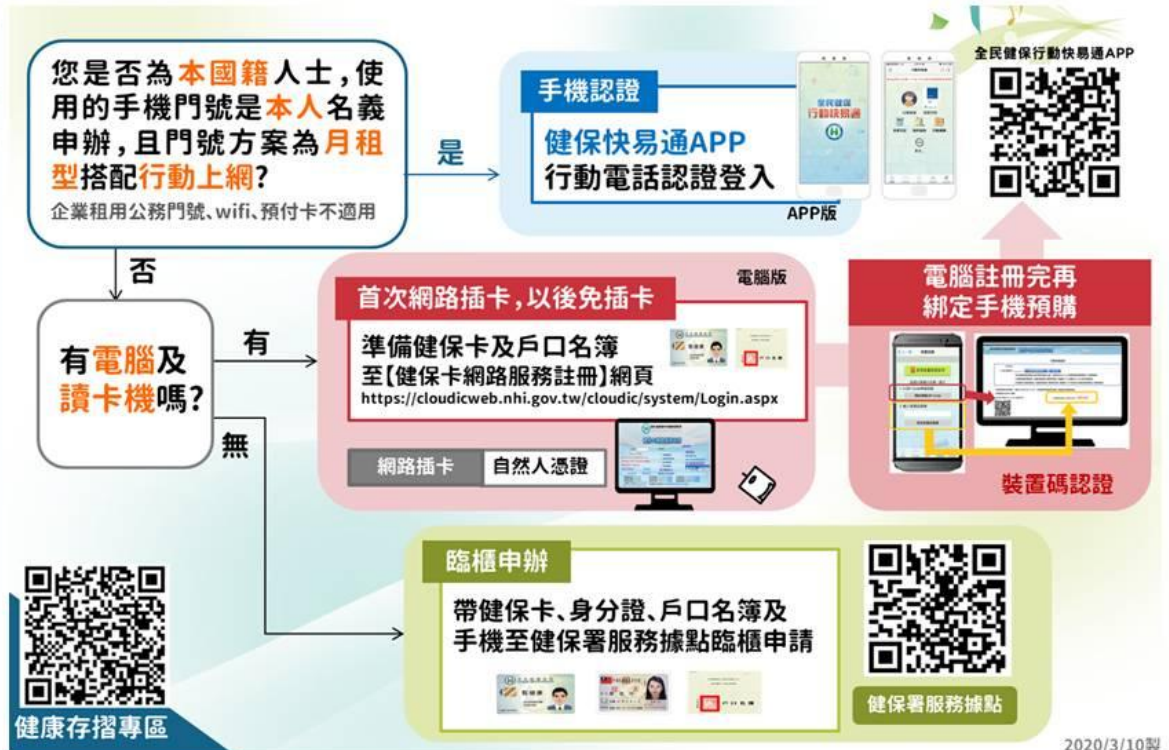 您是否為本國籍人士,使
用的手機門號是本人名義
申辦,且門號方案為月租
型搭配行動上網?
企業租用公務門號、wifi、預付卡不適用
是
手機認證
健保快易通APP
行動電話認證登入
全民健保
行動快易通
APP版
全民健保行動快易通APP
否
有電腦及
讀卡機嗎?
有
無
電腦版
首次網路插卡,以後免插卡
準備健保卡及戶口名簿
至【健保卡網路服務註冊】網頁
https://cloudicweb.nhi.gov.tw/cloudic/system/Login.aspx
網路插卡
自然人憑證
電腦註冊完再
綁定手機預購
裝置碼認證
臨櫃申辦
帶健保卡、身分證、戶口名簿及
手機至健保署服務據點臨櫃申請
健保署服務據點
健康存摺專區
2020/3/10製